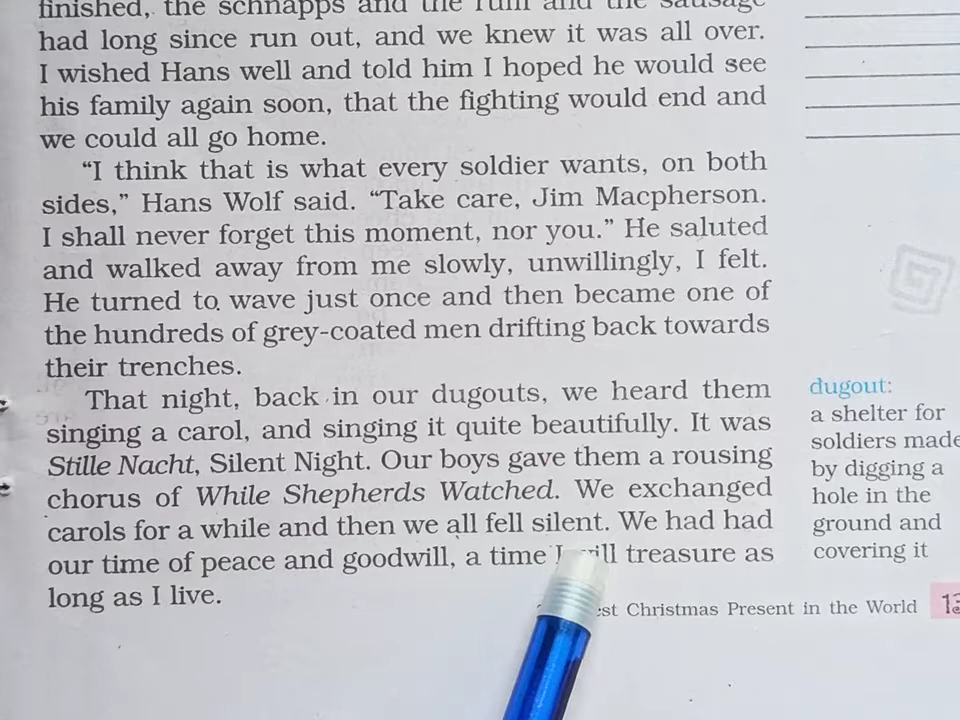 finished, the schnapps and the rum and the sausage
had long since run out, and we knew it was all over.
I wished Hans well and told him I hoped he would see
his family again soon, that the fighting would end and
we could all go home.
“I think that is what every soldier wants, on both
sides,” Hans Wolf said. “Take care, Jim Macpherson.
I shall never forget this moment, nor you.” He saluted
and walked away from me slowly, unwillingly, I felt.
He turned to wave just once and then became one of
the hundreds of grey-coated men drifting back towards
their trenches.
That night, back in our dugouts, we heard them
singing a carol, and singing it quite beautifully. It was
Stille Nacht, Silent Night. Our boys gave them a rousing
chorus of While Shepherds Watched. We exchanged
carols for a while and then we all fell silent. We had had
our time of peace and goodwill, a time I will treasure as
long as I live.
dugout:
a shelter for
soldiers made
by digging a
hole in the
ground and
covering it
Christmas Present in the World